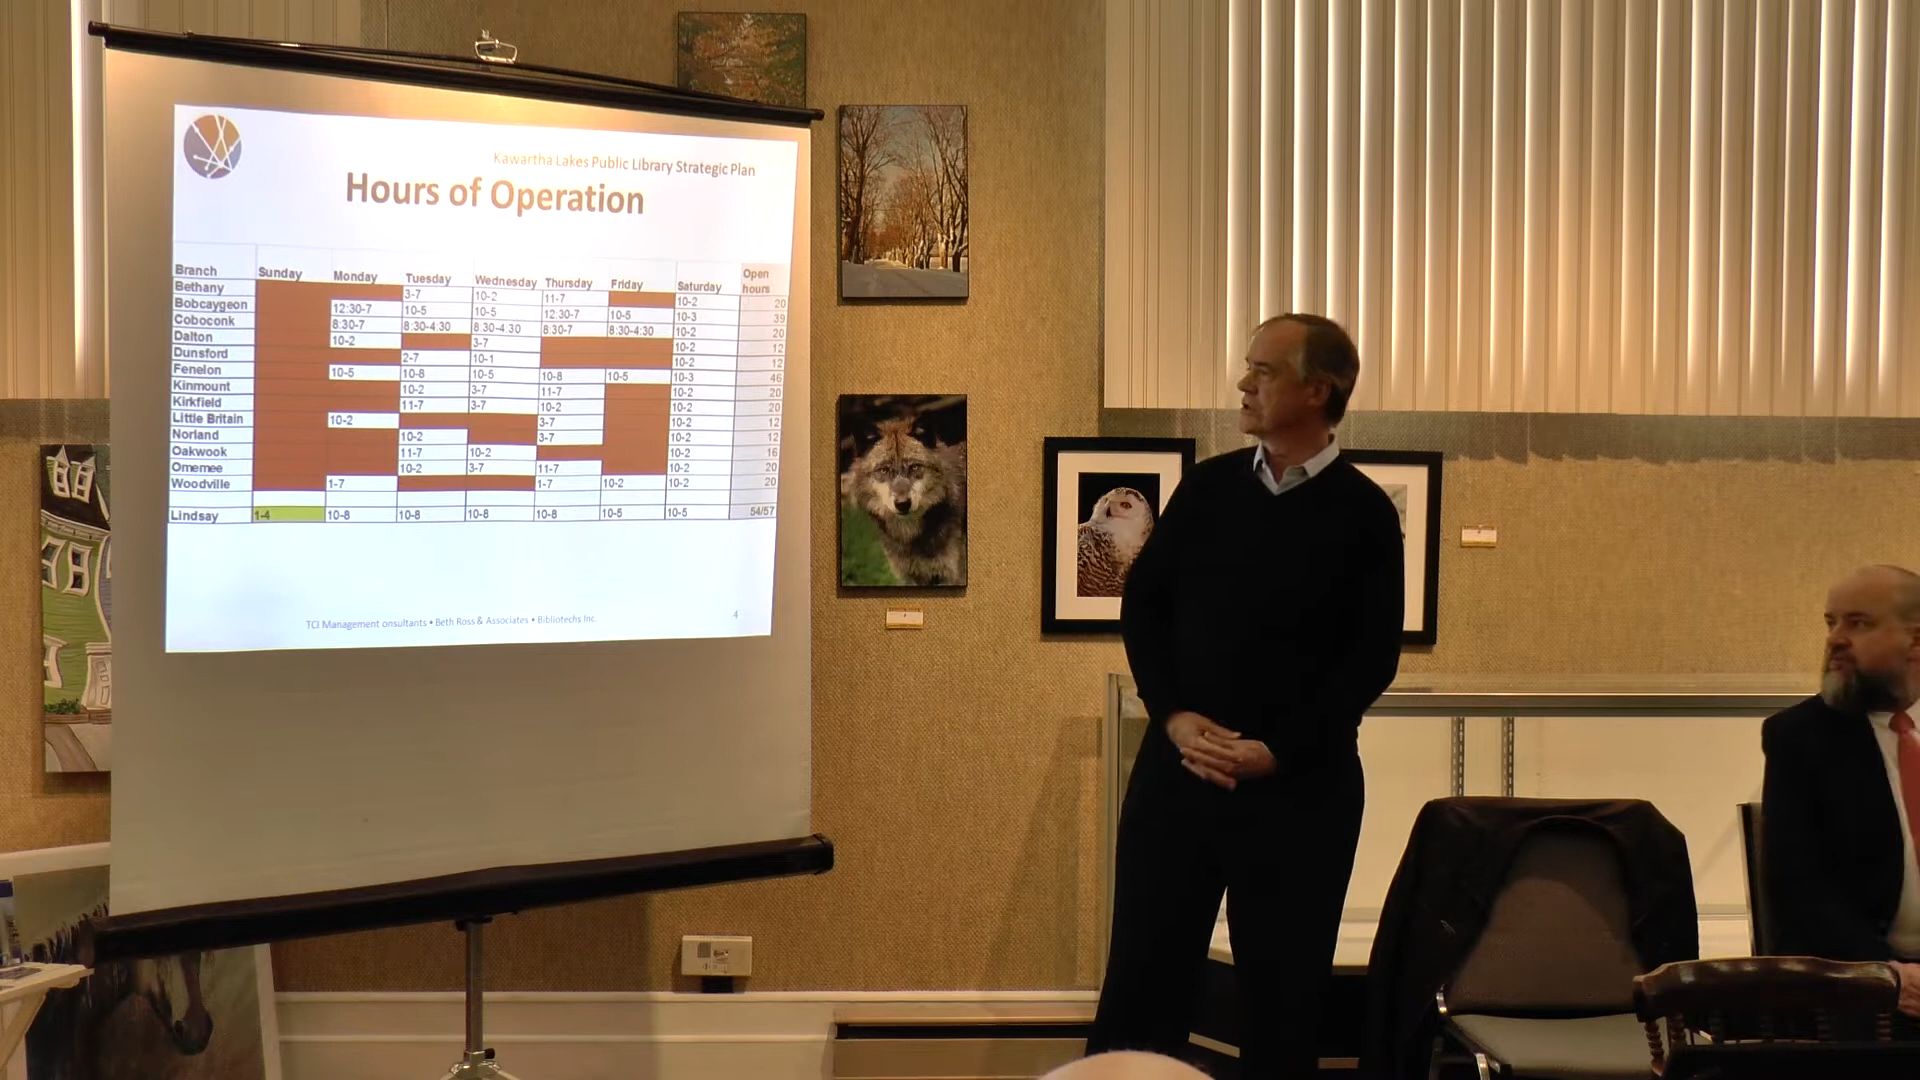 Kawartha Lakes Public Library Strategic Plan
Hours of Operation
Branch Sunday Monday Tuesday Wednesday Thursday Friday Saturday Open hours
Bethany 3-7 10-2 11-7 10-2 20
Bobcaygeon 12:30-7 10-5 10-5 12:30-7 10-5 10-3 39
Coboconk 8:30-7 8:30-4:30 8:30-4:30 8:30-7 8:30-4:30 10-2 20
Dalton 10-2 3-7 10-2 12
Dunsford 2-7 10-1 10-2 12
Fenelon 10-5 10-8 10-5 10-8 10-5 10-3 46
Kinmount 10-2 3-7 11-7 10-2 20
Kirkfield 11-7 3-7 10-2 10-2 20
Little Britain 10-2 3-7 10-2 12
Norland 10-2 3-7 10-2 12
Oakwook 11-7 10-2 10-2 16
Omemee 10-2 3-7 11-7 10-2 20
Woodville 1-7 1-7 10-2 10-2 20
Lindsay 1-4 10-8 10-8 10-8 10-8 10-5 10-5 54/57
TCI Management onsultants • Beth Ross & Associates • Bibliotechs Inc.
4